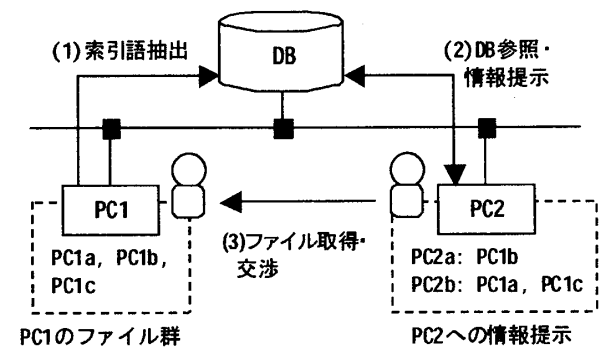 (1)索引語抽出
DB
(2)DB参照・
情報提示
PC1
PC2
(3)ファイル取得・
交渉
PC1a, PC1b,
PC1c
PC2a: PC1b
PC2b: PC1a, PC1c
PC1のファイル群
PC2への情報提示